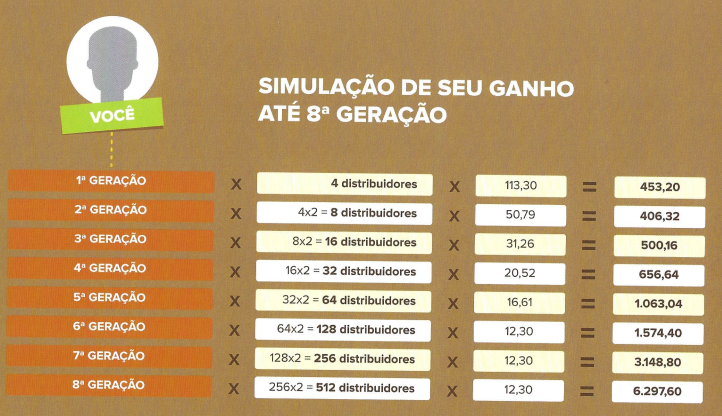 VOCÊ
SIMULAÇÃO DE SEU GANHO
ATÉ 8ª GERAÇÃO
1ª GERAÇÃO X 4 distribuidores X 113,30 = 453,20
2ª GERAÇÃO X 4x2 = 8 distribuidores X 50,79 = 406,32
3ª GERAÇÃO X 8x2 = 16 distribuidores X 31,26 = 500,16
4ª GERAÇÃO X 16x2 = 32 distribuidores X 20,52 = 656,64
5ª GERAÇÃO X 32x2 = 64 distribuidores X 16,61 = 1.063,04
6ª GERAÇÃO X 64x2 = 128 distribuidores X 12,30 = 1.574,40
7ª GERAÇÃO X 128x2 = 256 distribuidores X 12,30 = 3.148,80
8ª GERAÇÃO X 256x2 = 512 distribuidores X 12,30 = 6.297,60